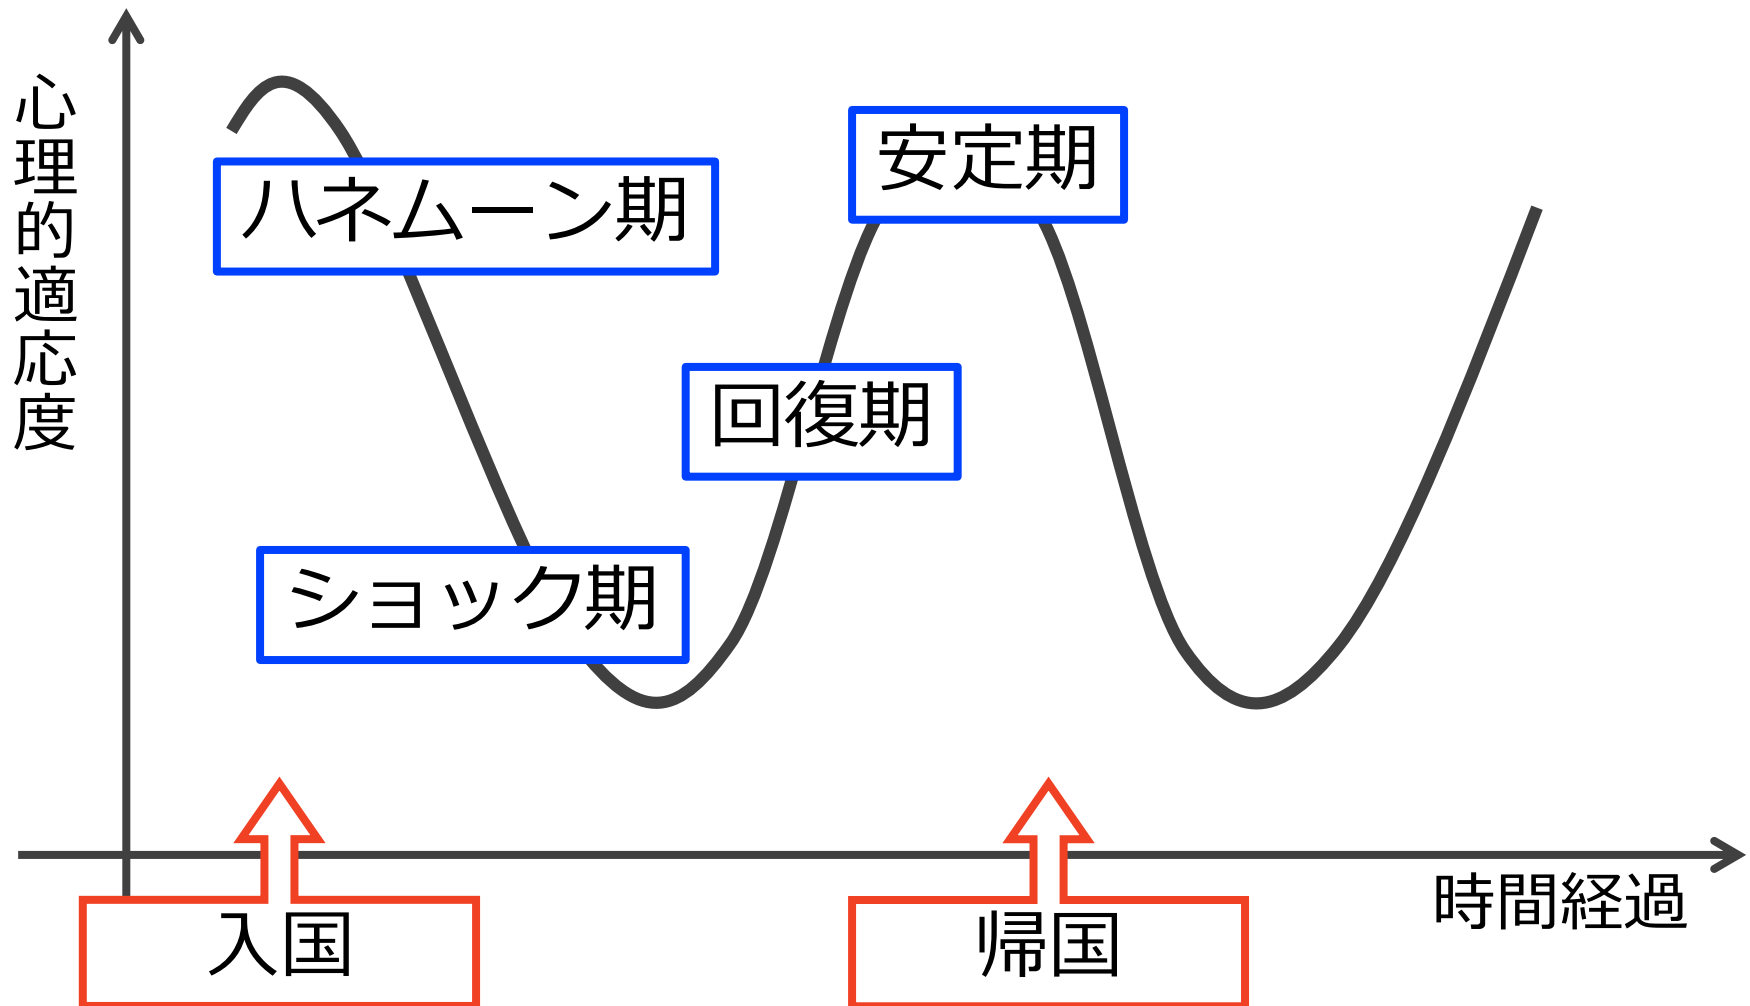 心理的適応度
ハネムーン期
安定期
回復期
ショック期
入国
帰国
時間経過